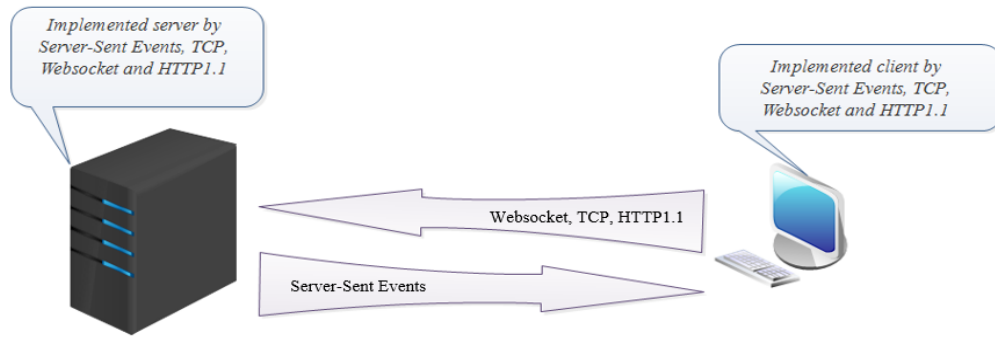 Implemented server by
Server-Sent Events, TCP,
Websocket and HTTP1.1
Implemented client by
Server-Sent Events, TCP,
Websocket and HTTP1.1
Websocket, TCP, HTTP1.1
Server-Sent Events